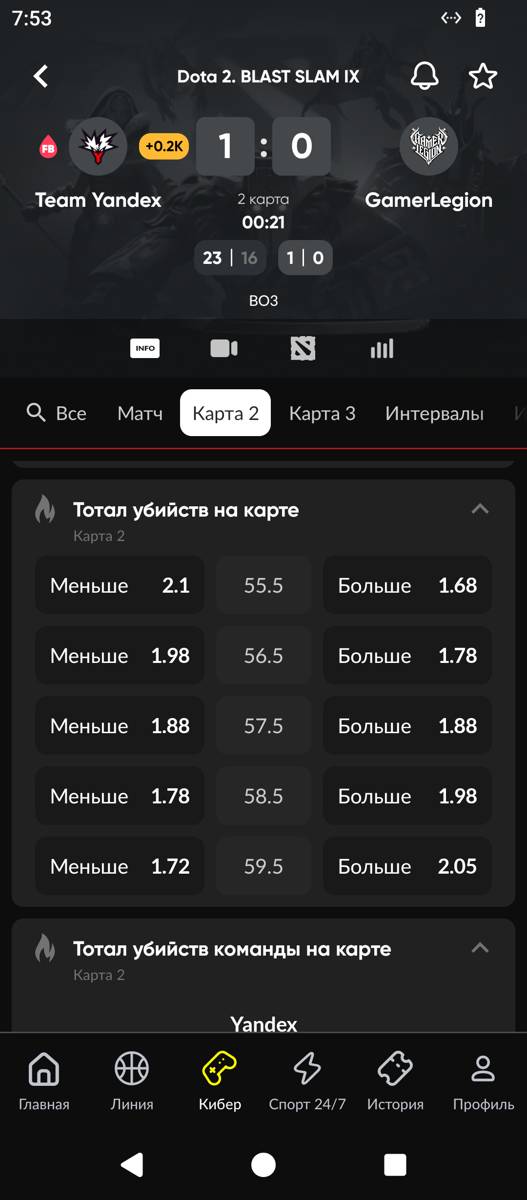 7:53
Dota 2. BLAST SLAM IX
FB
+0.2K
1 : 0
GAMER
LEGION
Team Yandex
2 карта
GamerLegion
00:21
23 | 16
1 | 0
BO3
INFO
Все
Матч
Карта 2
Карта 3
Интервалы
Тотал убийств на карте
Карта 2
Меньше 2.1 55.5 Больше 1.68
Меньше 1.98 56.5 Больше 1.78
Меньше 1.88 57.5 Больше 1.88
Меньше 1.78 58.5 Больше 1.98
Меньше 1.72 59.5 Больше 2.05
Тотал убийств команды на карте
Карта 2
Yandex
Главная
Линия
Кибер
Спорт 24/7
История
Профиль